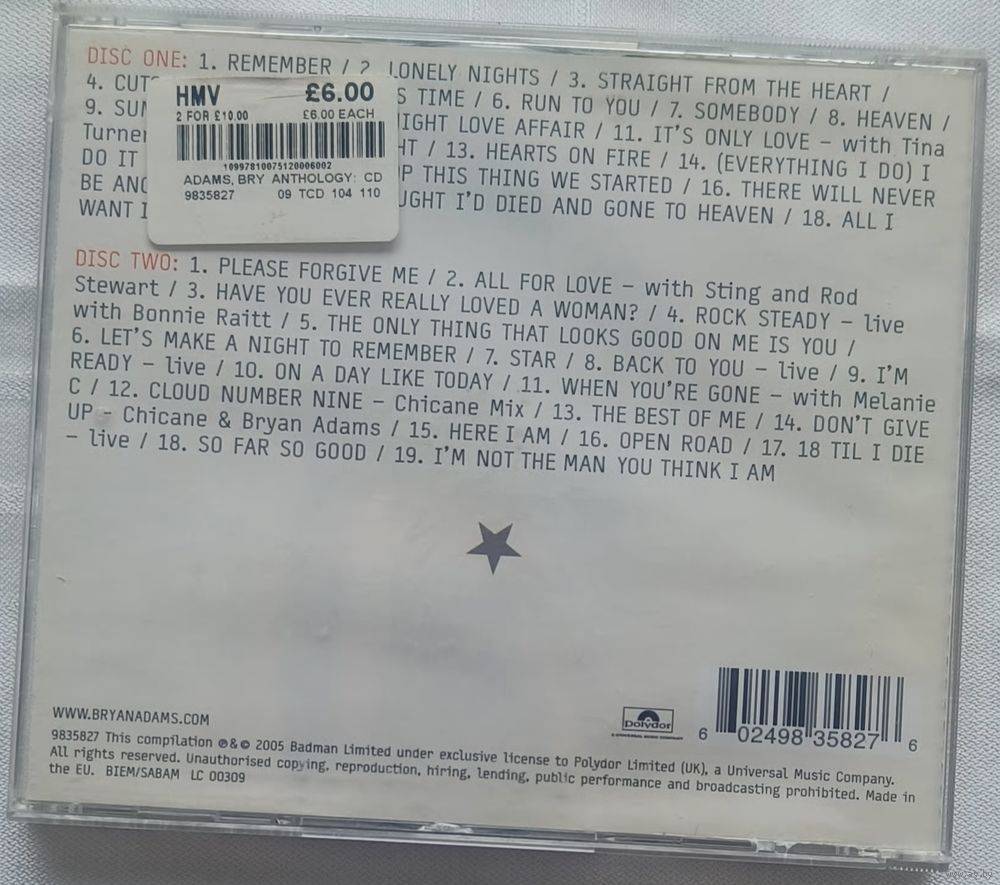 DISC ONE: 1. REMEMBER / 2. LONELY NIGHTS / 3. STRAIGHT FROM THE HEART /
4. CUTS S TIME / 6. RUN TO YOU / 7. SOMEBODY / 8. HEAVEN /
9. SUM IGHT LOVE AFFAIR / 11. IT'S ONLY LOVE – with Tina
Turner HT / 13. HEARTS ON FIRE / 14. (EVERYTHING I DO) I
DO IT P THIS THING WE STARTED / 16. THERE WILL NEVER
BE ANO UGHT I'D DIED AND GONE TO HEAVEN / 18. ALL I
WANT I
HMV £6.00
2 FOR £10.00 £6.00 EACH
10997810075120006002
ADAMS, BRY ANTHOLOGY: CD
9835827 09 TCD 104 110
DISC TWO: 1. PLEASE FORGIVE ME / 2. ALL FOR LOVE – with Sting and Rod
Stewart / 3. HAVE YOU EVER REALLY LOVED A WOMAN? / 4. ROCK STEADY – live
with Bonnie Raitt / 5. THE ONLY THING THAT LOOKS GOOD ON ME IS YOU /
6. LET'S MAKE A NIGHT TO REMEMBER / 7. STAR / 8. BACK TO YOU – live / 9. I'M
READY – live / 10. ON A DAY LIKE TODAY / 11. WHEN YOU'RE GONE – with Melanie
C / 12. CLOUD NUMBER NINE – Chicane Mix / 13. THE BEST OF ME / 14. DON'T GIVE
UP – Chicane & Bryan Adams / 15. HERE I AM / 16. OPEN ROAD / 17. 18 TIL I DIE
– live / 18. SO FAR SO GOOD / 19. I'M NOT THE MAN YOU THINK I AM
WWW.BRYANADAMS.COM
Polydor
A UNIVERSAL MUSIC COMPANY
6 02498 35827 6
9835827 This compilation ℗&© 2005 Badman Limited under exclusive license to Polydor Limited (UK), a Universal Music Company.
All rights reserved. Unauthorised copying, reproduction, hiring, lending, public performance and broadcasting prohibited. Made in
the EU. BIEM/SABAM LC 00309